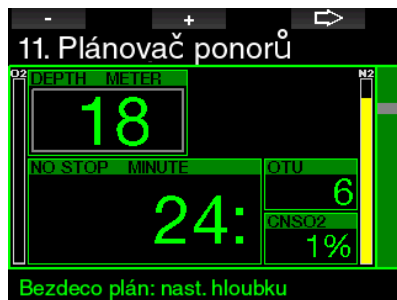 - +
11. Plánovač ponorů
O2 DEPTH METER N2
18
NO STOP MINUTE OTU
24: 6
CNSO2
1%
Bezdeco plán: nast. hloubku